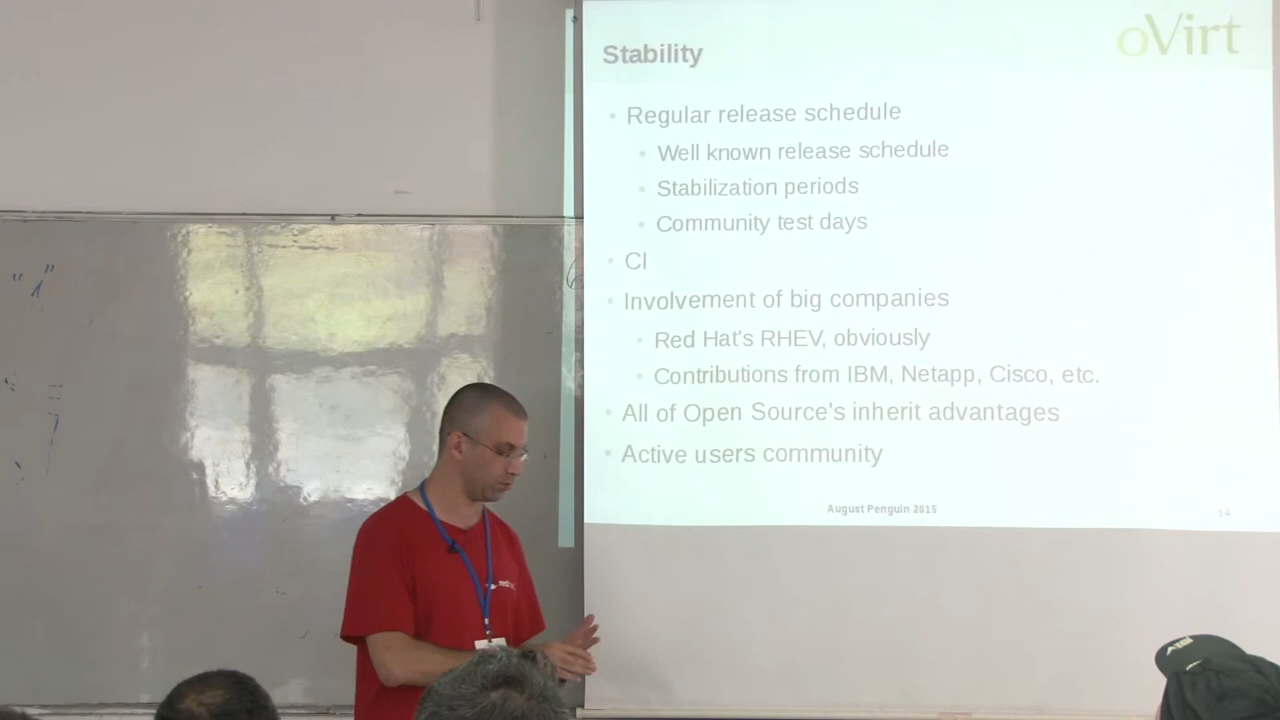 oVirt
Stability
Regular release schedule
Well known release schedule
Stabilization periods
Community test days
CI
Involvement of big companies
Red Hat's RHEV, obviously
Contributions from IBM, Netapp, Cisco, etc.
All of Open Source's inherit advantages
Active users community
August Penguin 2015
14
"1"